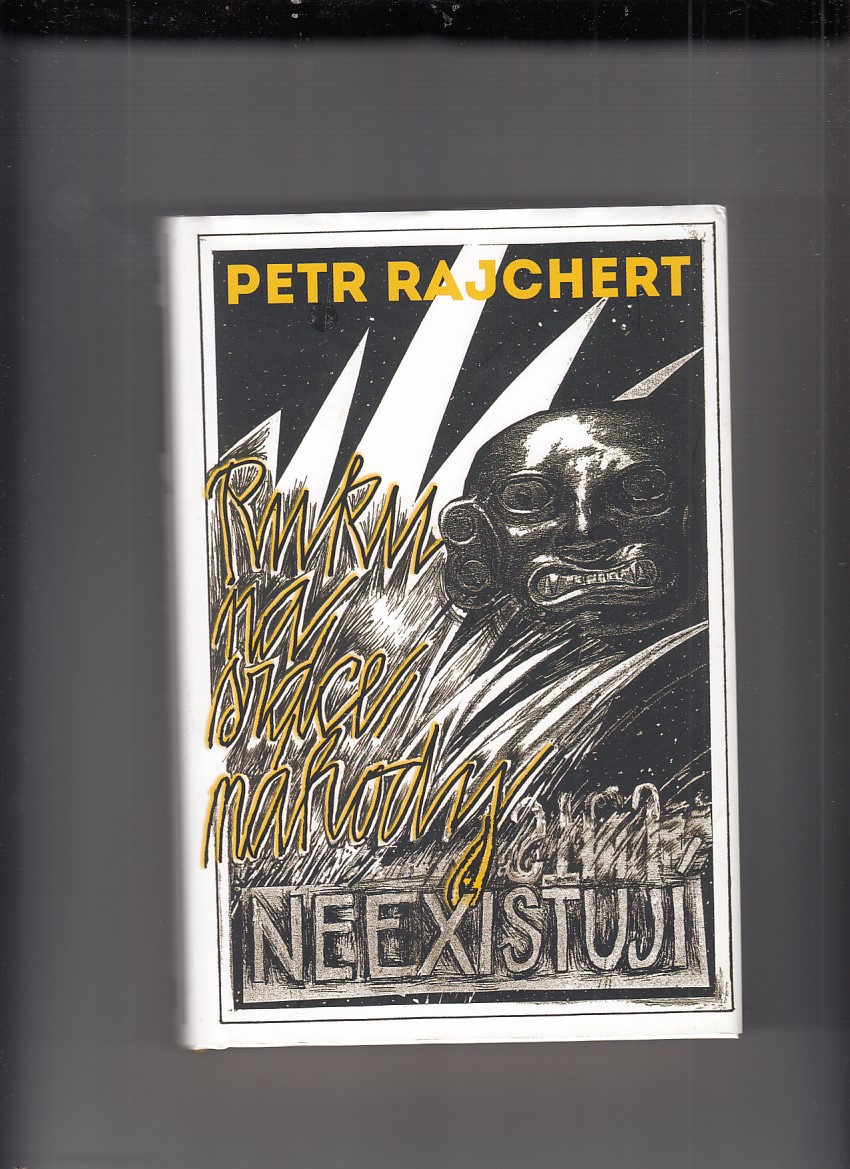 PETR RAJCHERT
Ruku
na
srdce,
náhody
NEEXISTUJÍ